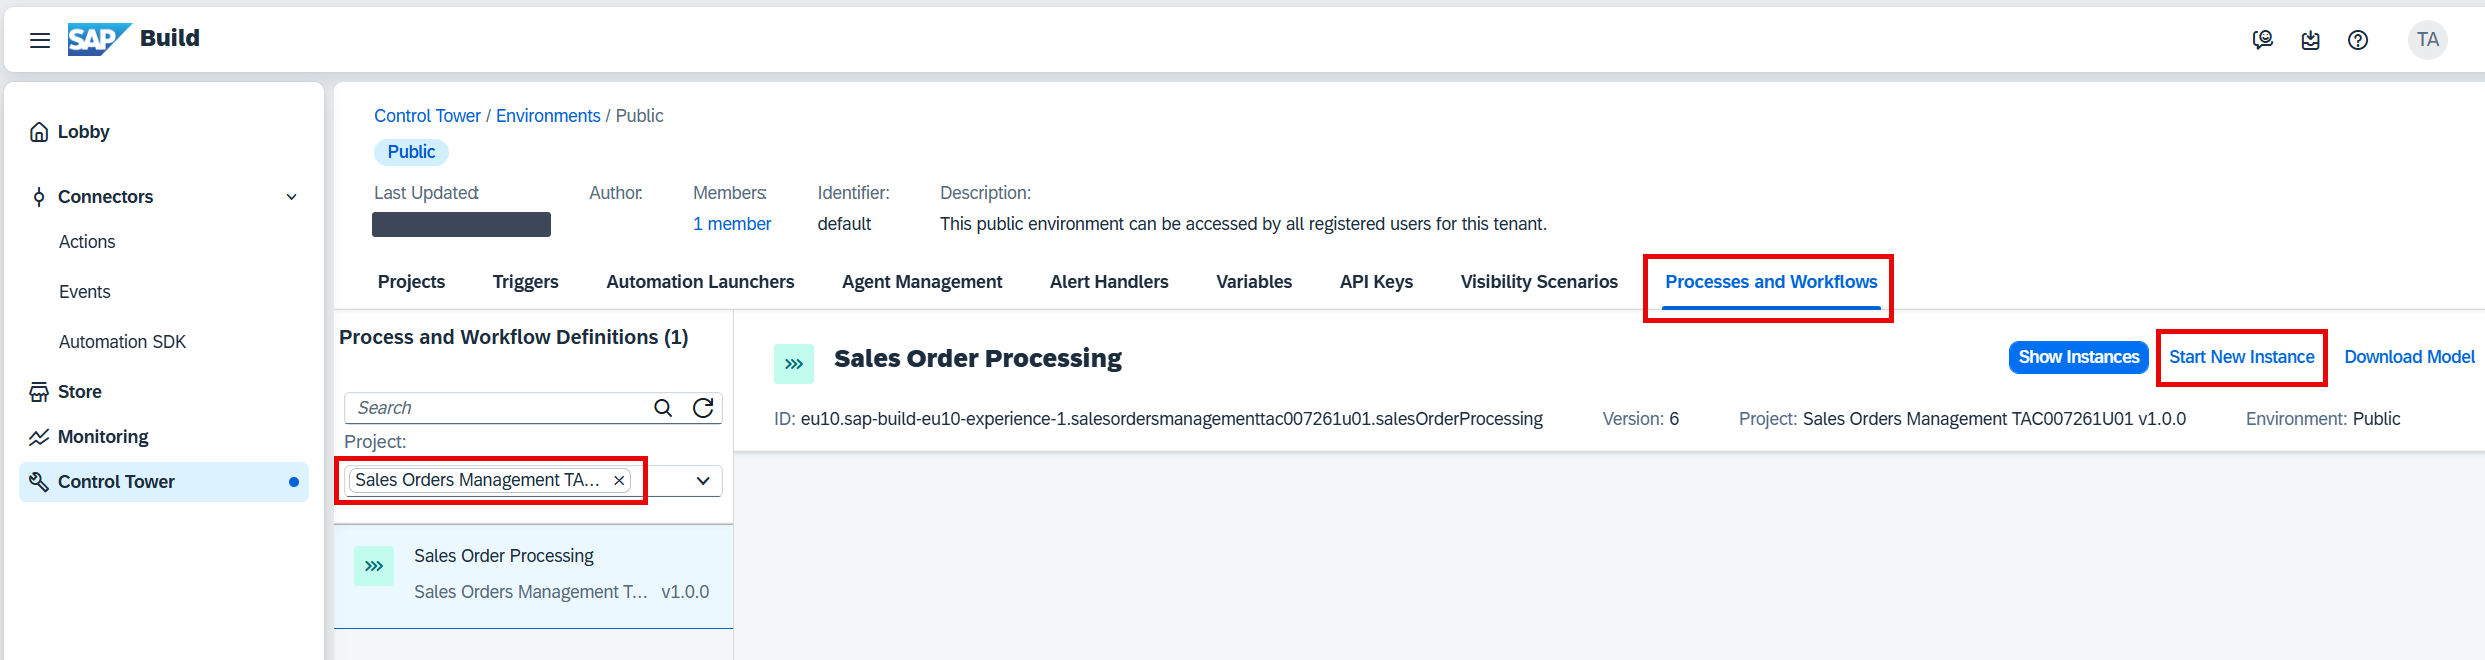 SAP Build
TA
Lobby
Connectors
Actions
Events
Automation SDK
Store
Monitoring
Control Tower
Control Tower / Environments / Public
Public
Last Updated: Author: Members: Identifier: Description:
1 member default This public environment can be accessed by all registered users for this tenant.
Projects Triggers Automation Launchers Agent Management Alert Handlers Variables API Keys Visibility Scenarios Processes and Workflows
Process and Workflow Definitions (1)
Search
Project:
Sales Orders Management TA...
Sales Order Processing
Sales Orders Management T... v1.0.0
Sales Order Processing
Show Instances Start New Instance Download Model
ID: eu10.sap-build-eu10-experience-1.salesordersmanagementtac007261u01.salesOrderProcessing Version: 6 Project: Sales Orders Management TAC007261U01 v1.0.0 Environment: Public